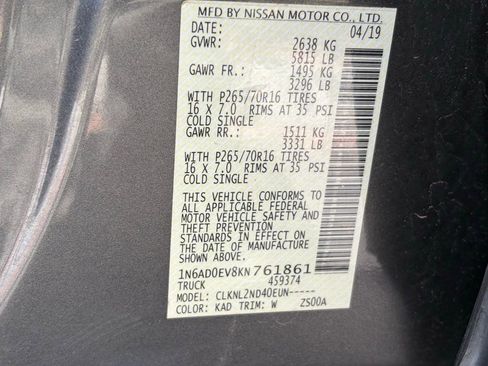 MFD BY NISSAN MOTOR CO., LTD.
DATE: 04/19
GVWR: 2638 KG
5815 LB
GAWR FR.: 1495 KG
3296 LB
WITH P265/70R16 TIRES
16 X 7.0 RIMS AT 35 PSI
COLD SINGLE
GAWR RR.: 1511 KG
3331 LB
WITH P265/70R16 TIRES
16 X 7.0 RIMS AT 35 PSI
COLD SINGLE
THIS VEHICLE CONFORMS TO
ALL APPLICABLE FEDERAL
MOTOR VEHICLE SAFETY AND
THEFT PREVENTION
STANDARDS IN EFFECT ON
THE DATE OF MANUFACTURE
SHOWN ABOVE.
1N6AD0EV8KN761861
TRUCK 459374
MODEL: CLKNL2ND40EUN-----
COLOR: KAD TRIM: W ZS00A